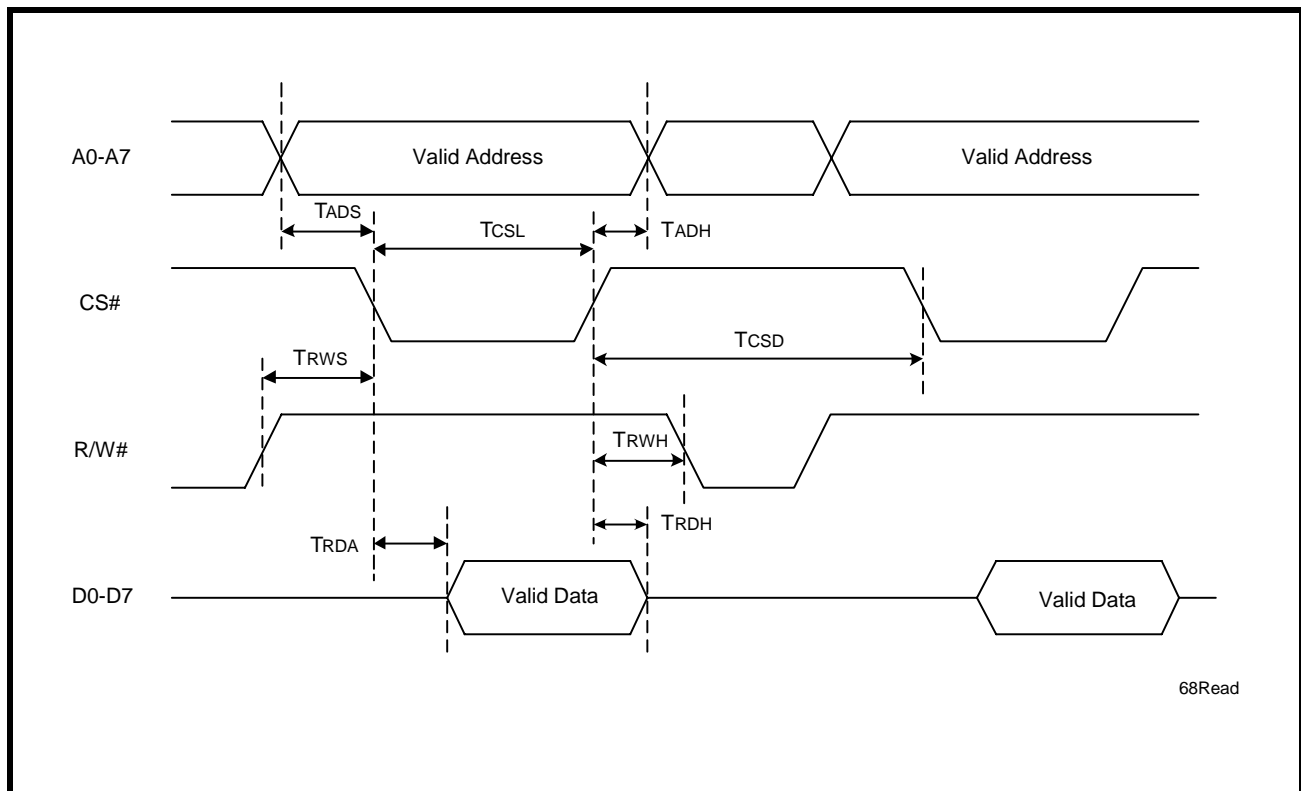 A0-A7
Valid Address
Valid Address
TADS
TCSL
TADH
CS#
TCSD
TRWS
R/W#
TRWH
TRDH
TRDA
D0-D7
Valid Data
Valid Data
68Read